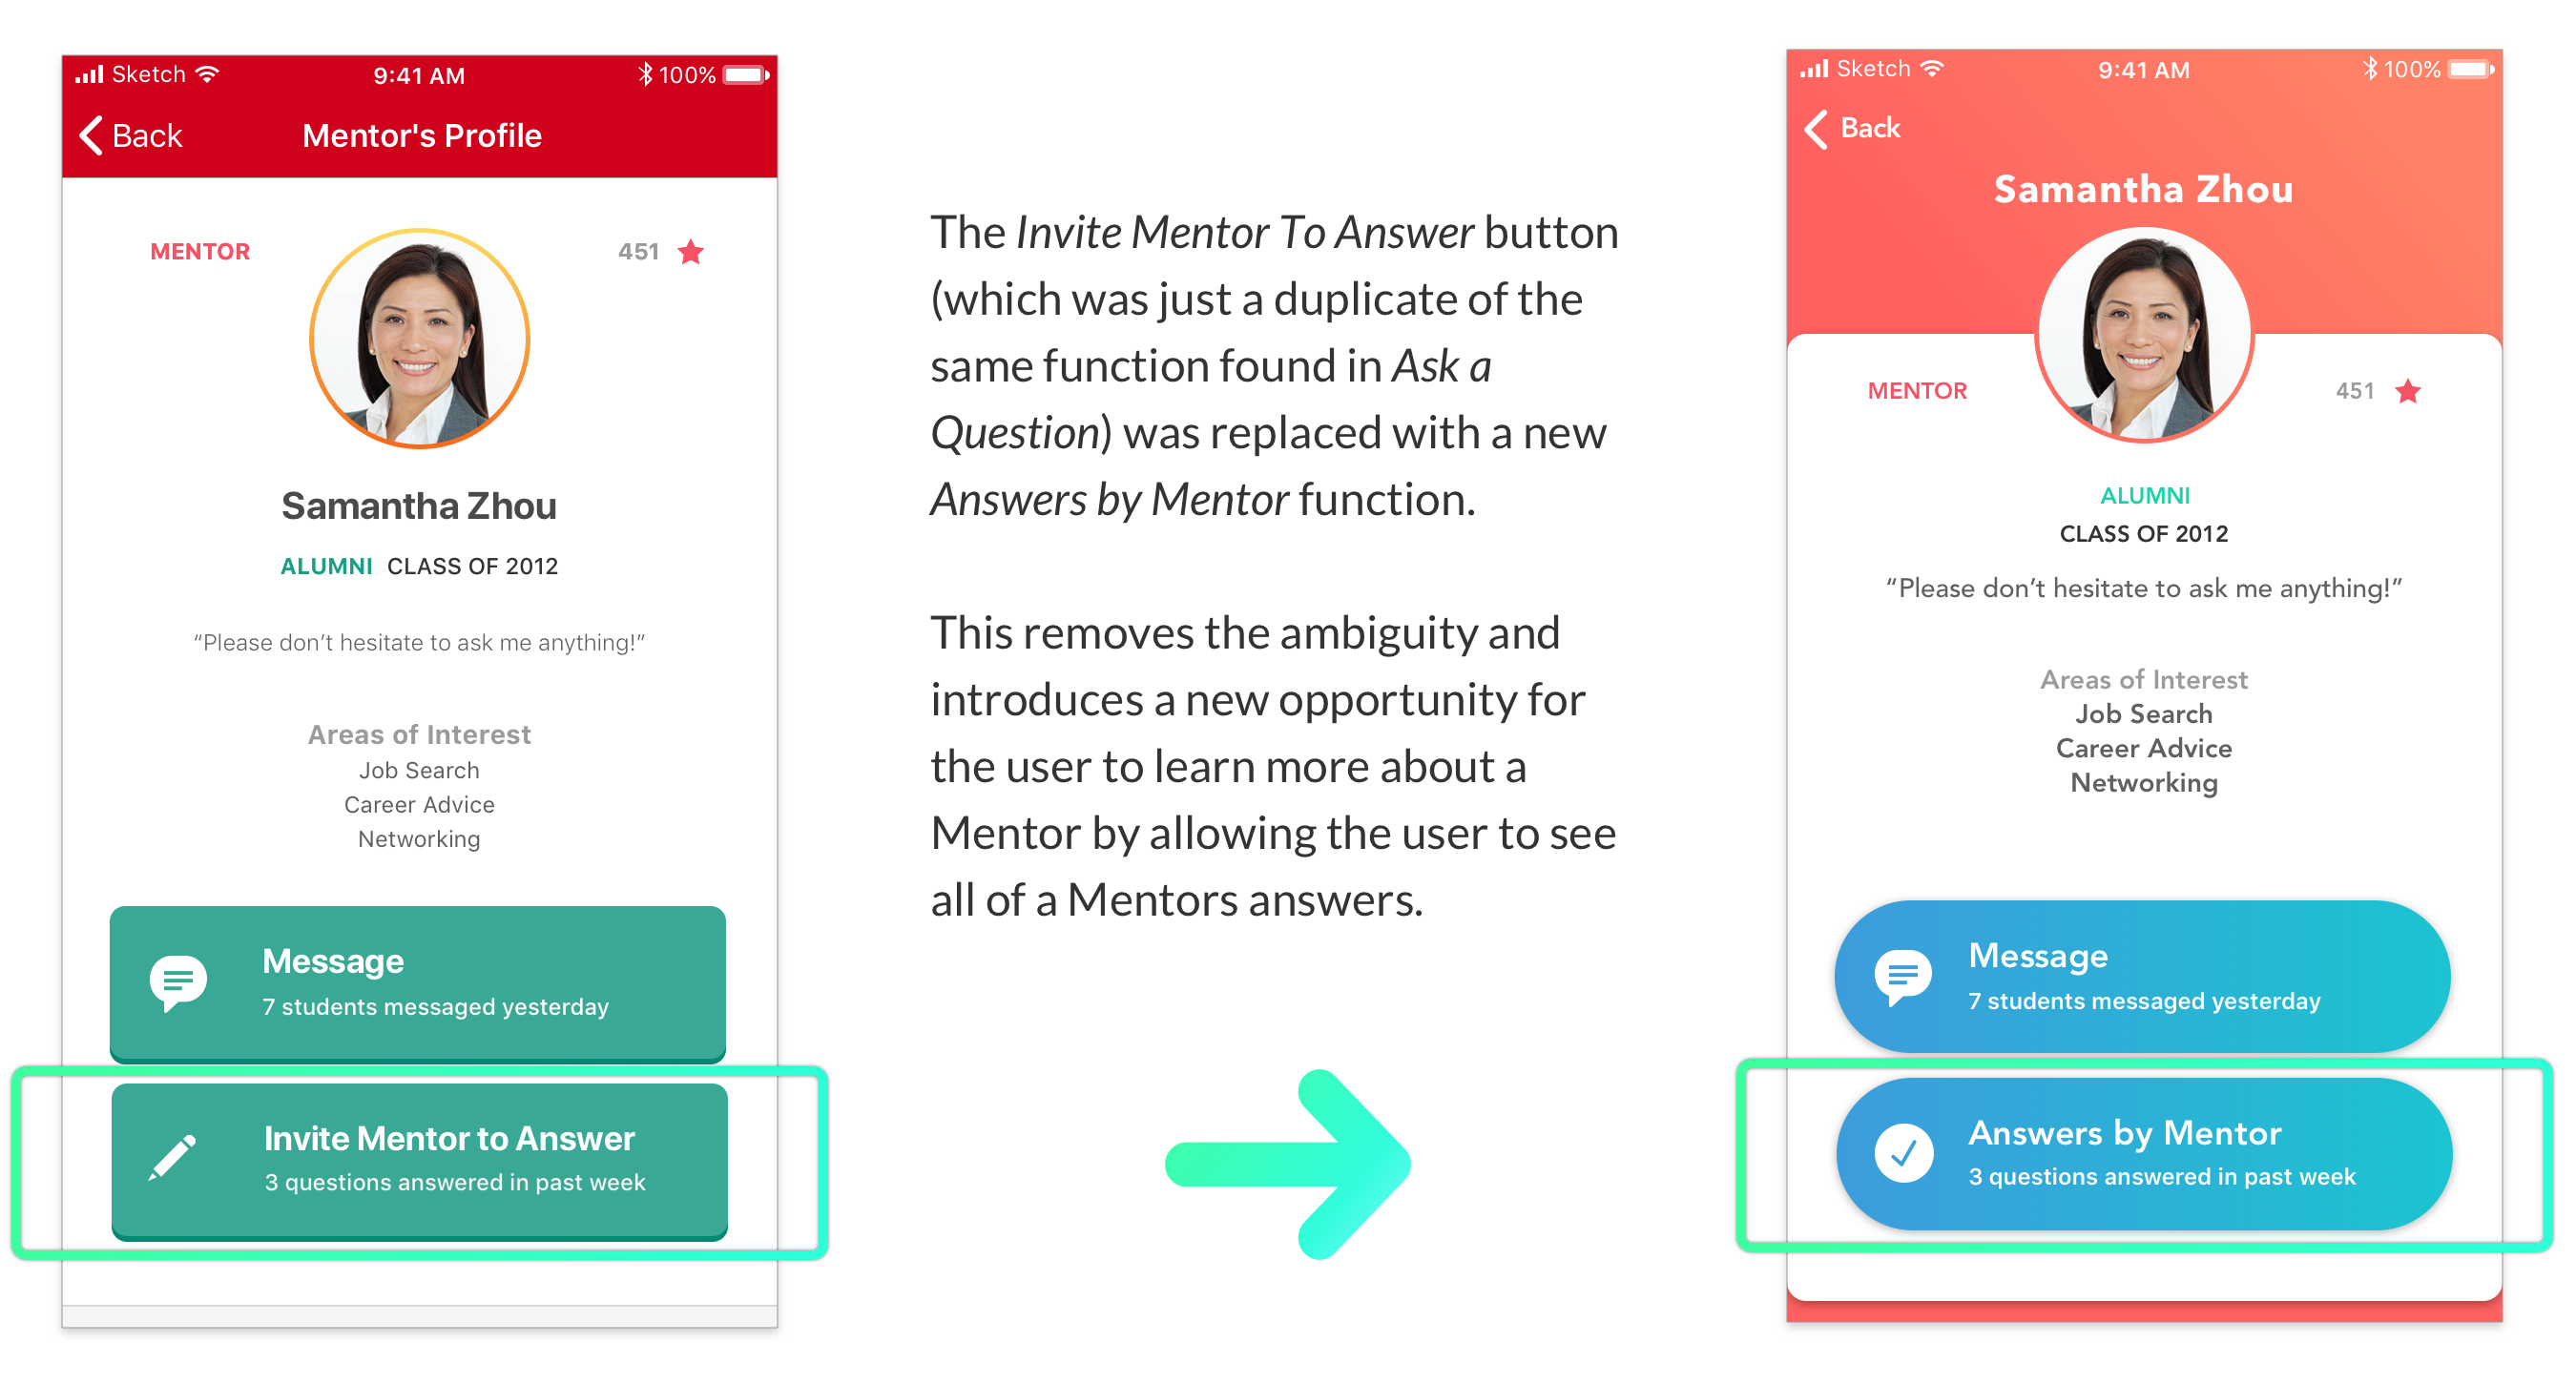 Sketch 9:41 AM 100%
Back Mentor's Profile
MENTOR 451
Samantha Zhou
ALUMNI CLASS OF 2012
“Please don’t hesitate to ask me anything!”
Areas of Interest
Job Search
Career Advice
Networking
Message
7 students messaged yesterday
Invite Mentor to Answer
3 questions answered in past week
The Invite Mentor To Answer button
(which was just a duplicate of the
same function found in Ask a
Question) was replaced with a new
Answers by Mentor function.
This removes the ambiguity and
introduces a new opportunity for
the user to learn more about a
Mentor by allowing the user to see
all of a Mentors answers.
Sketch 9:41 AM 100%
Back
Samantha Zhou
MENTOR 451
ALUMNI
CLASS OF 2012
“Please don’t hesitate to ask me anything!”
Areas of Interest
Job Search
Career Advice
Networking
Message
7 students messaged yesterday
Answers by Mentor
3 questions answered in past week